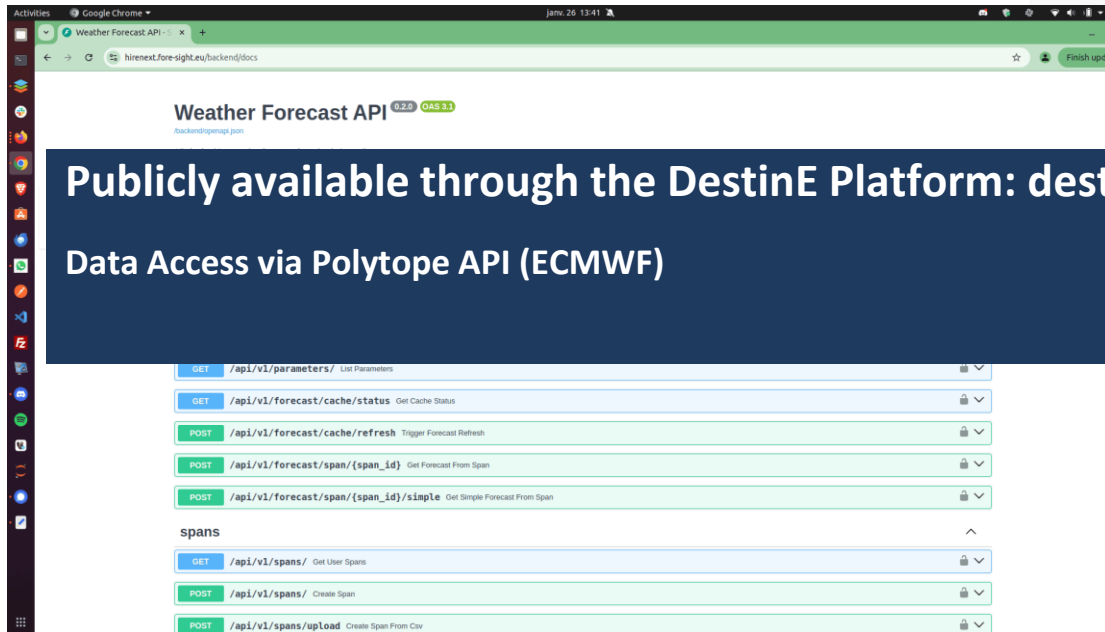 Activities Google Chrome janv. 26 13:41
Weather Forecast API - S
hirenext.fore-sight.eu/backend/docs
Finish upd
Weather Forecast API 0.2.0 OAS 3.1
/backend/openapi.json
Publicly available through the DestinE Platform: dest
Data Access via Polytope API (ECMWF)
GET /api/v1/parameters/ List Parameters
GET /api/v1/forecast/cache/status Get Cache Status
POST /api/v1/forecast/cache/refresh Trigger Forecast Refresh
POST /api/v1/forecast/span/{span_id} Get Forecast From Span
POST /api/v1/forecast/span/{span_id}/simple Get Simple Forecast From Span
spans
GET /api/v1/spans/ Get User Spans
POST /api/v1/spans/ Create Span
POST /api/v1/spans/upload Create Span From Csv